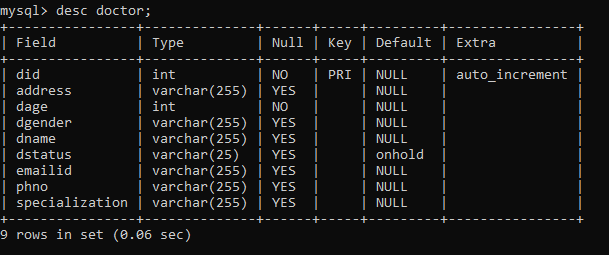 mysql> desc doctor;
+----------------+--------------+------+-----+---------+----------------+
| Field          | Type         | Null | Key | Default | Extra          |
+----------------+--------------+------+-----+---------+----------------+
| did            | int          | NO   | PRI | NULL    | auto_increment |
| address        | varchar(255) | YES  |     | NULL    |                |
| dage           | int          | NO   |     | NULL    |                |
| dgender        | varchar(255) | YES  |     | NULL    |                |
| dname          | varchar(255) | YES  |     | NULL    |                |
| dstatus        | varchar(25)  | YES  |     | onhold  |                |
| emailid        | varchar(255) | YES  |     | NULL    |                |
| phno           | varchar(255) | YES  |     | NULL    |                |
| specialization | varchar(255) | YES  |     | NULL    |                |
+----------------+--------------+------+-----+---------+----------------+
9 rows in set (0.06 sec)